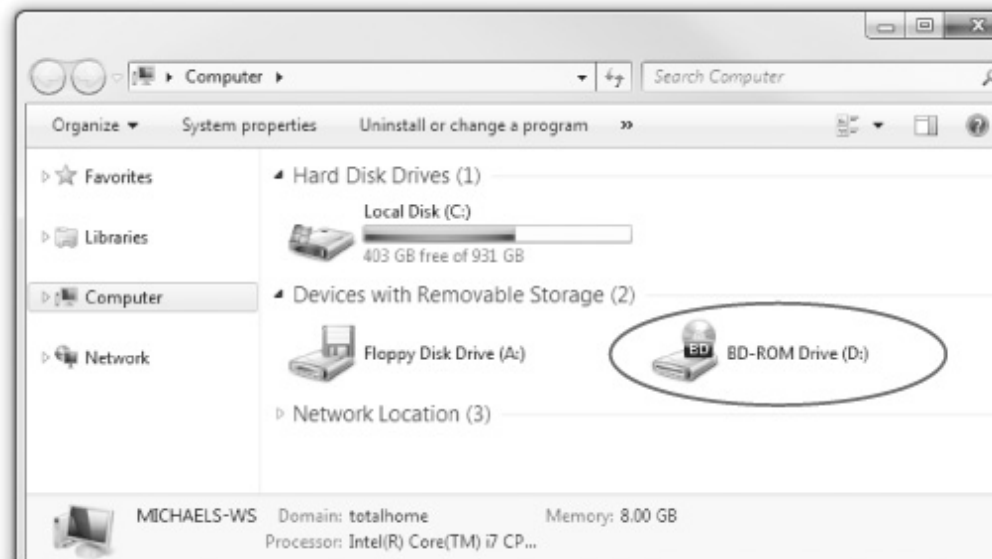 Computer
Search Computer
Organize System properties Uninstall or change a program »
Favorites
Libraries
Computer
Network
Hard Disk Drives (1)
Local Disk (C:)
403 GB free of 931 GB
Devices with Removable Storage (2)
Floppy Disk Drive (A:)
BD
BD-ROM Drive (D:)
Network Location (3)
MICHAELS-WS Domain: totalhome Memory: 8.00 GB
Processor: Intel(R) Core(TM) i7 CP...